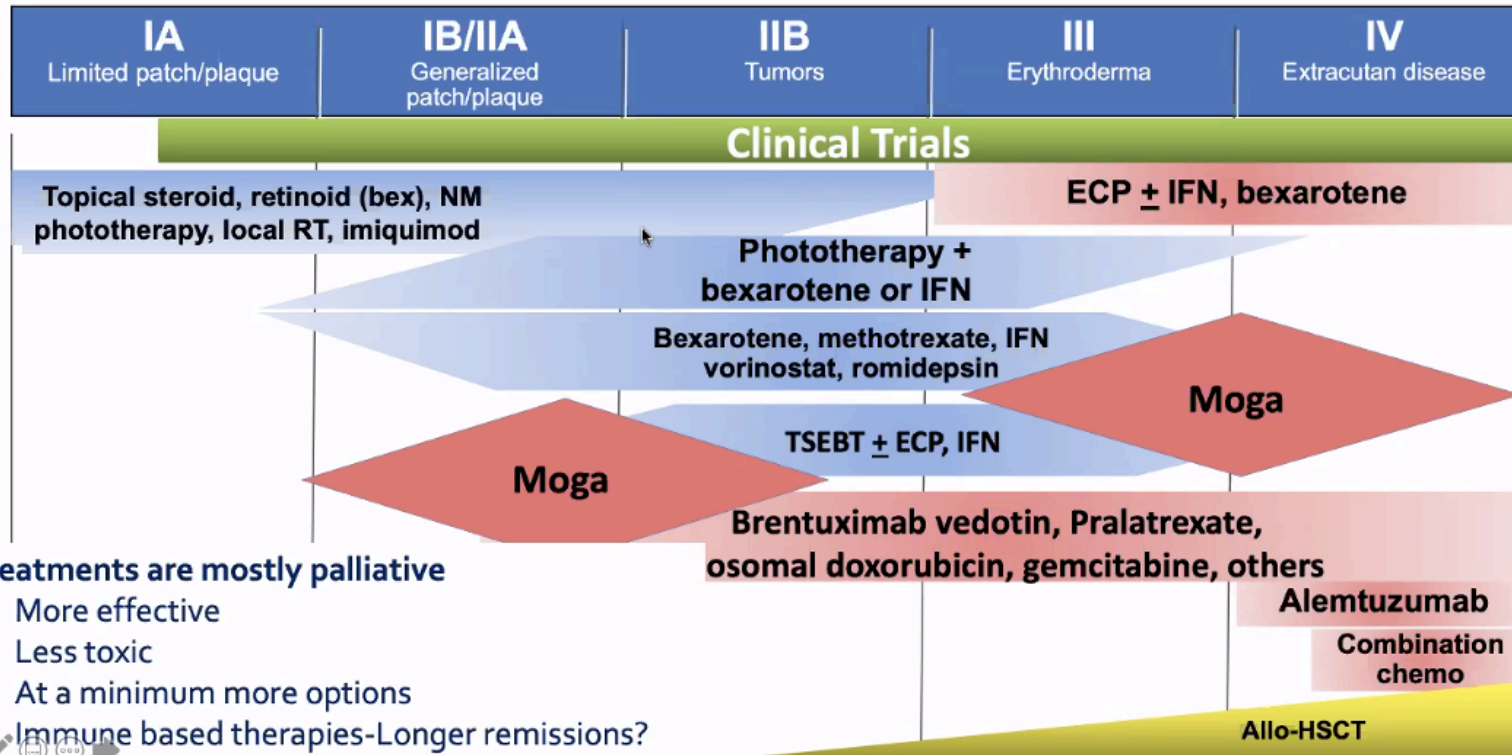 IA
Limited patch/plaque
IB/IIA
Generalized
patch/plaque
IIB
Tumors
III
Erythroderma
IV
Extracutan disease
Clinical Trials
Topical steroid, retinoid (bex), NM
phototherapy, local RT, imiquimod
ECP ± IFN, bexarotene
Phototherapy +
bexarotene or IFN
Bexarotene, methotrexate, IFN
vorinostat, romidepsin
Moga
TSEBT ± ECP, IFN
Moga
Brentuximab vedotin, Pralatrexate,
osomal doxorubicin, gemcitabine, others
eatments are mostly palliative
More effective
Less toxic
At a minimum more options
Immune based therapies-Longer remissions?
Alemtuzumab
Combination
chemo
Allo-HSCT